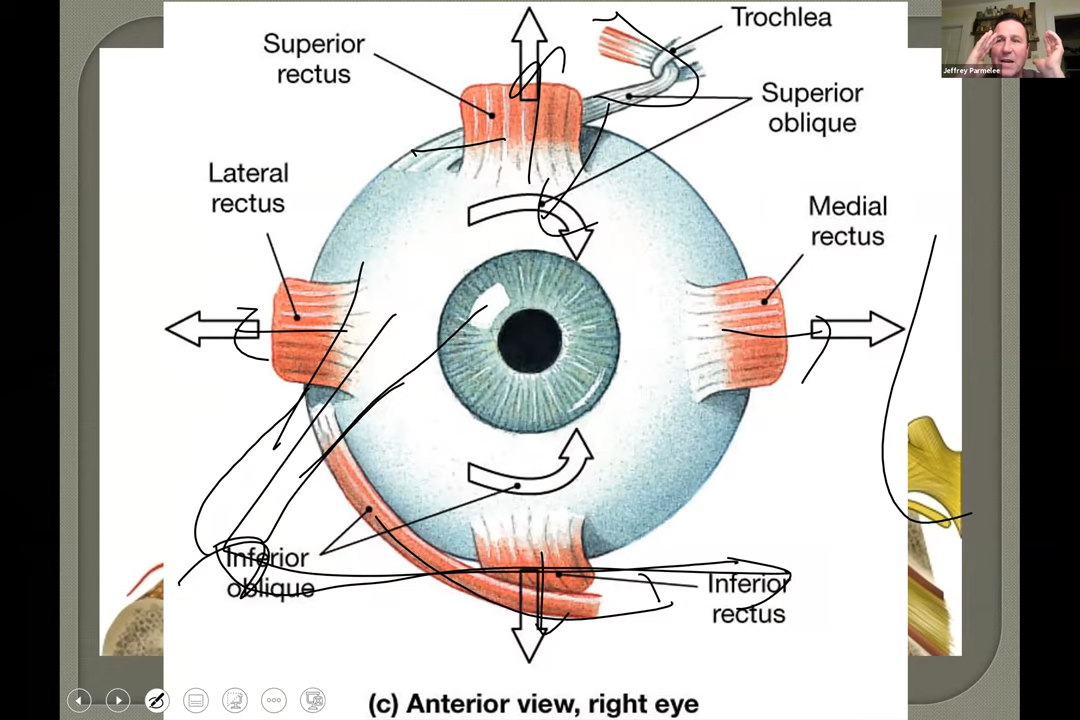 Trochlea
Superior
rectus
Superior
oblique
Lateral
rectus
Medial
rectus
Inferior
oblique
Inferior
rectus
(c) Anterior view, right eye
Jeffrey Parmelee